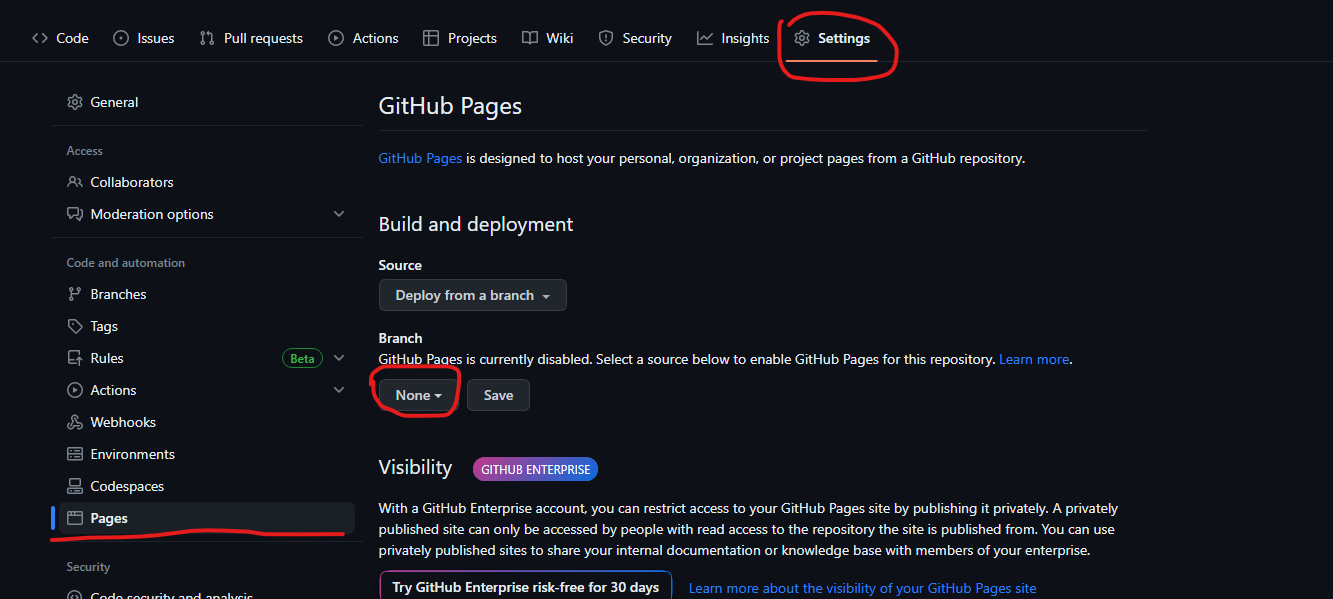 Code Issues Pull requests Actions Projects Wiki Security Insights Settings
General
Access
Collaborators
Moderation options
Code and automation
Branches
Tags
Rules Beta
Actions
Webhooks
Environments
Codespaces
Pages
Security
Code security and analysis
GitHub Pages
GitHub Pages is designed to host your personal, organization, or project pages from a GitHub repository.
Build and deployment
Source
Deploy from a branch
Branch
GitHub Pages is currently disabled. Select a source below to enable GitHub Pages for this repository. Learn more.
None Save
Visibility GITHUB ENTERPRISE
With a GitHub Enterprise account, you can restrict access to your GitHub Pages site by publishing it privately. A privately
published site can only be accessed by people with read access to the repository the site is published from. You can use
privately published sites to share your internal documentation or knowledge base with members of your enterprise.
Try GitHub Enterprise risk-free for 30 days Learn more about the visibility of your GitHub Pages site